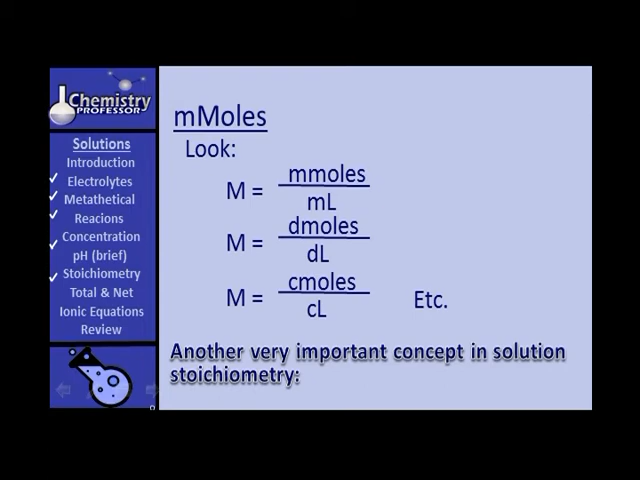 Chemistry
PROFESSOR
Solutions
Introduction
Electrolytes
Metathetical
Reacions
Concentration
pH (brief)
Stoichiometry
Total & Net
Ionic Equations
Review
mMoles
Look:
M = mmoles
mL
M = dmoles
dL
M = cmoles
cL
Etc.
Another very important concept in solution
stoichiometry: